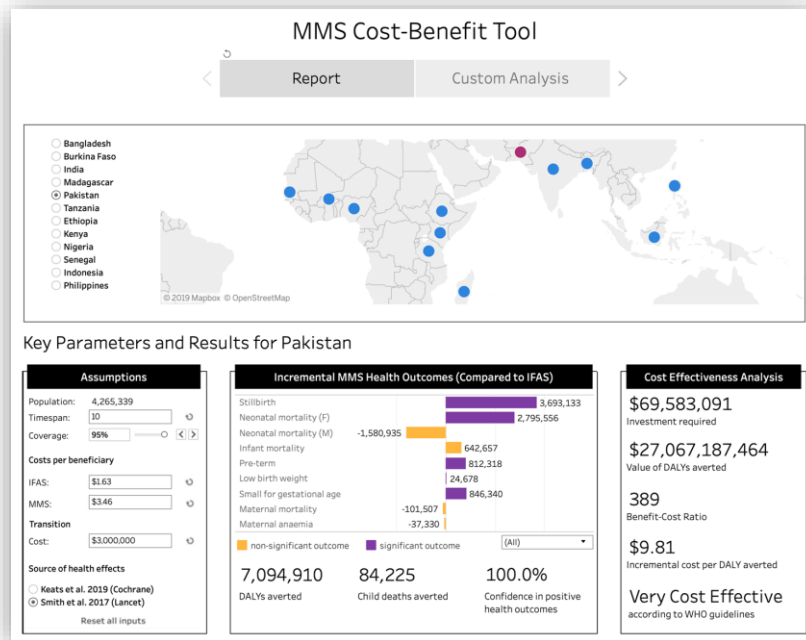 MMS Cost-Benefit Tool
Report
Custom Analysis
Bangladesh
Burkina Faso
India
Madagascar
Pakistan
Tanzania
Ethiopia
Kenya
Nigeria
Senegal
Indonesia
Philippines
© 2019 Mapbox © OpenStreetMap
Key Parameters and Results for Pakistan
Assumptions
Population: 4,265,339
Timespan: 10
Coverage: 95%
Costs per beneficiary
IFAS: $1.63
MMS: $3.46
Transition
Cost: $3,000,000
Source of health effects
Keats et al. 2019 (Cochrane)
Smith et al. 2017 (Lancet)
Reset all inputs
Incremental MMS Health Outcomes (Compared to IFAS)
Stillbirth 3,693,133
Neonatal mortality (F) 2,795,556
Neonatal mortality (M) -1,580,935
Infant mortality 642,657
Pre-term 812,318
Low birth weight 24,678
Small for gestational age 846,340
Maternal mortality -101,507
Maternal anaemia -37,330
non-significant outcome significant outcome (All)
7,094,910 84,225 100.0%
DALYs averted Child deaths averted Confidence in positive
health outcomes
Cost Effectiveness Analysis
$69,583,091
Investment required
$27,067,187,464
Value of DALYs averted
389
Benefit-Cost Ratio
$9.81
Incremental cost per DALY averted
Very Cost Effective
according to WHO guidelines